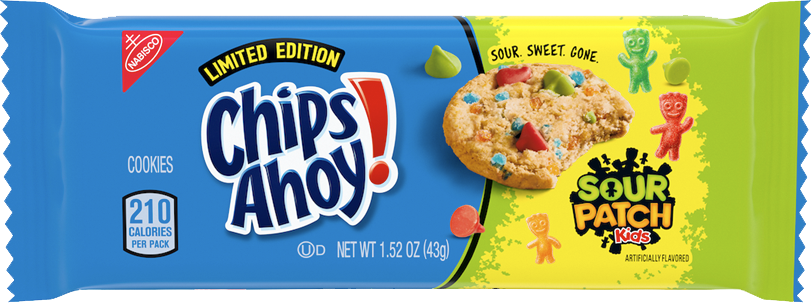 NABISCO
LIMITED EDITION
Chips
Ahoy!
COOKIES
210
CALORIES
PER PACK
UD NET WT 1.52 OZ (43g)
SOUR. SWEET. GONE.
SOUR
PATCH
Kids
ARTIFICIALLY FLAVORED